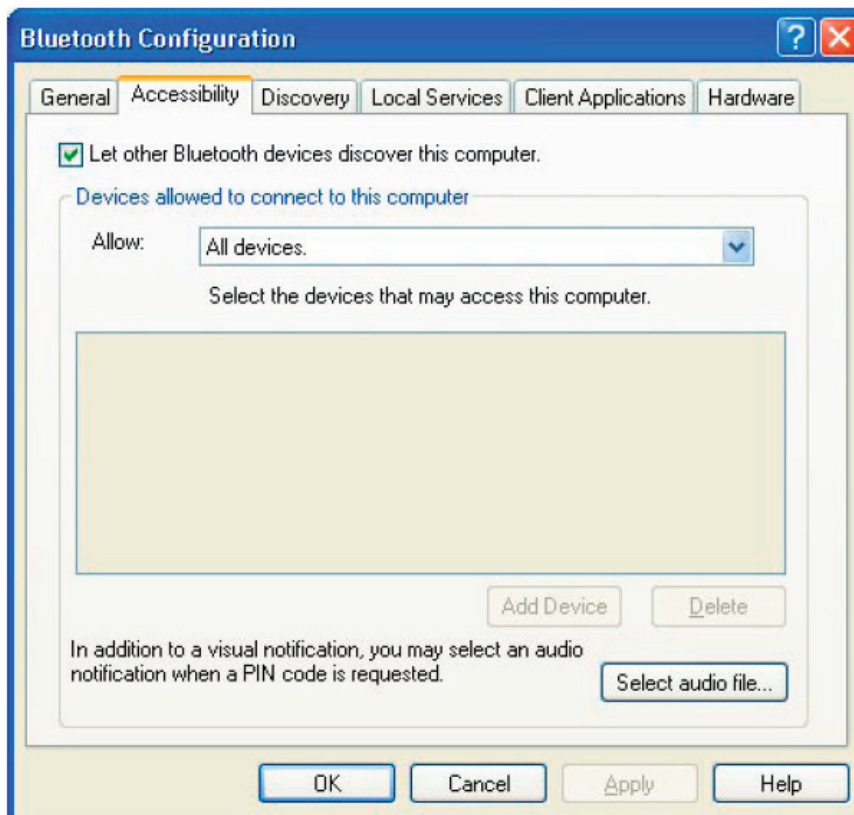 Bluetooth Configuration
General Accessibility Discovery Local Services Client Applications Hardware
Let other Bluetooth devices discover this computer.
Devices allowed to connect to this computer
Allow: All devices.
Select the devices that may access this computer.
Add Device Delete
In addition to a visual notification, you may select an audio
notification when a PIN code is requested.
Select audio file...
OK Cancel Apply Help